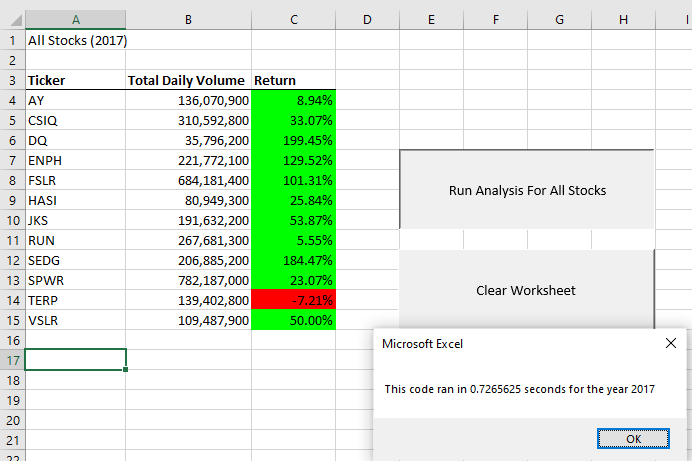 A B C D E F G H I
1 All Stocks (2017)
2
3 Ticker Total Daily Volume Return
4 AY 136,070,900 8.94%
5 CSIQ 310,592,800 33.07%
6 DQ 35,796,200 199.45%
7 ENPH 221,772,100 129.52%
8 FSLR 684,181,400 101.31%
9 HASI 80,949,300 25.84%
10 JKS 191,632,200 53.87%
11 RUN 267,681,300 5.55%
12 SEDG 206,885,200 184.47%
13 SPWR 782,187,000 23.07%
14 TERP 139,402,800 -7.21%
15 VSLR 109,487,900 50.00%
16
17
18
19
20
21
22
Run Analysis For All Stocks
Clear Worksheet
Microsoft Excel
This code ran in 0.7265625 seconds for the year 2017
OK